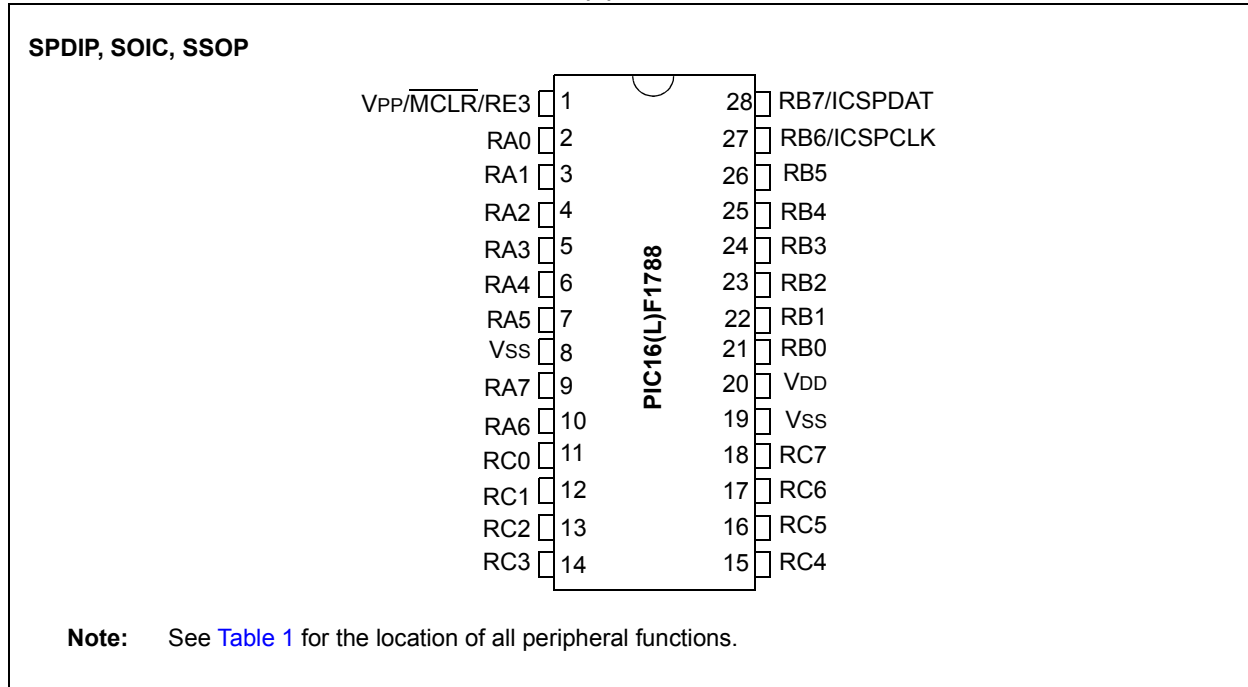 SPDIP, SOIC, SSOP
VPP/MCLR/RE3 1 28 RB7/ICSPDAT
RA0 2 27 RB6/ICSPCLK
RA1 3 26 RB5
RA2 4 25 RB4
RA3 5 24 RB3
RA4 6 23 RB2
RA5 7 22 RB1
VSS 8 21 RB0
RA7 9 20 VDD
RA6 10 19 VSS
RC0 11 18 RC7
RC1 12 17 RC6
RC2 13 16 RC5
RC3 14 15 RC4
PIC16(L)F1788
Note: See Table 1 for the location of all peripheral functions.